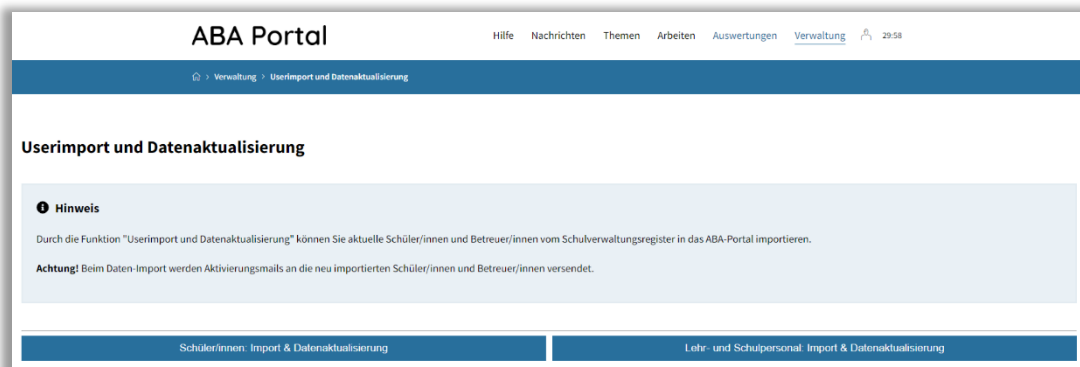 ABA Portal
Hilfe Nachrichten Themen Arbeiten Auswertungen Verwaltung 29:58
> Verwaltung > Userimport und Datenaktualisierung
Userimport und Datenaktualisierung
Hinweis
Durch die Funktion "Userimport und Datenaktualisierung" können Sie aktuelle Schüler/innen und Betreuer/innen vom Schulverwaltungsregister in das ABA-Portal importieren.
Achtung! Beim Daten-Import werden Aktivierungsmails an die neu importierten Schüler/innen und Betreuer/innen versendet.
Schüler/innen: Import & Datenaktualisierung
Lehr- und Schulpersonal: Import & Datenaktualisierung